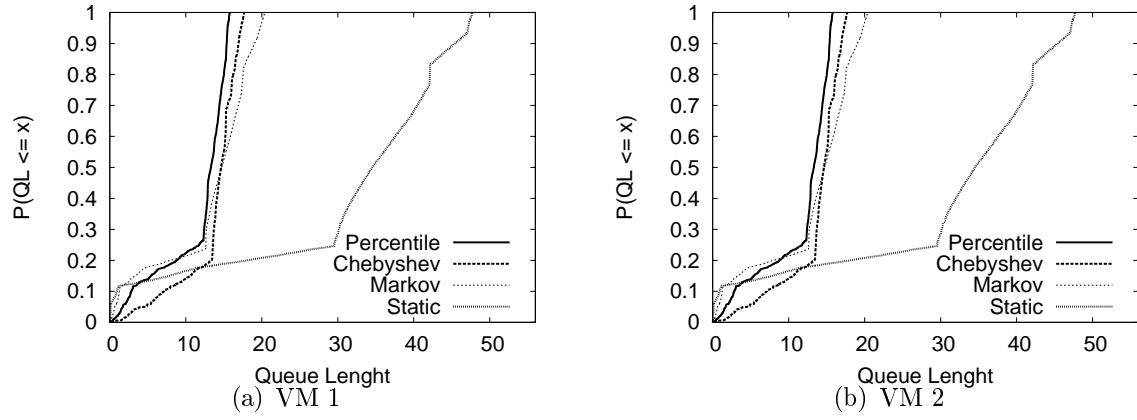 P(QL <= x)
1
0.9
0.8
0.7
0.6
0.5
0.4
0.3
0.2
0.1
0
0 10 20 30 40 50
Queue Lenght
Percentile
Chebyshev
Markov
Static
(a) VM 1
P(QL <= x)
1
0.9
0.8
0.7
0.6
0.5
0.4
0.3
0.2
0.1
0
0 10 20 30 40 50
Queue Lenght
Percentile
Chebyshev
Markov
Static
(b) VM 2